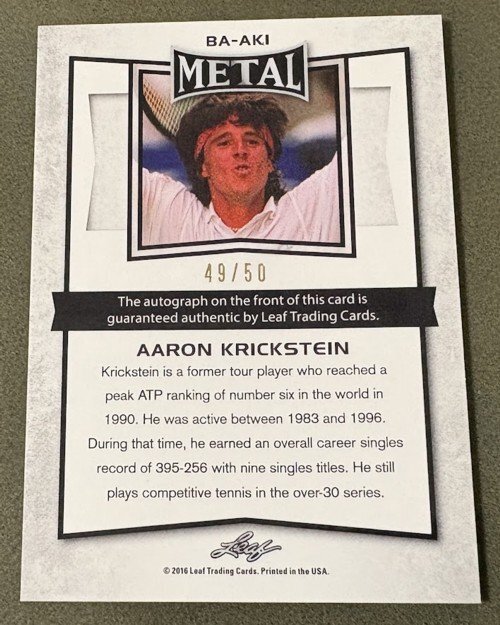 BA-AKI
METAL
49/50
The autograph on the front of this card is
guaranteed authentic by Leaf Trading Cards.
AARON KRICKSTEIN
Krickstein is a former tour player who reached a
peak ATP ranking of number six in the world in
1990. He was active between 1983 and 1996.
During that time, he earned an overall career singles
record of 395-256 with nine singles titles. He still
plays competitive tennis in the over-30 series.
Leaf
© 2016 Leaf Trading Cards. Printed in the USA.